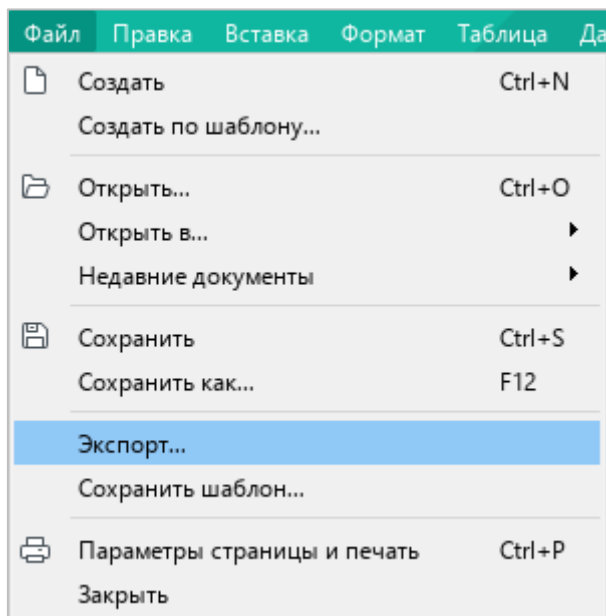 Файл Правка Вставка Формат Таблица Да
Создать Ctrl+N
Создать по шаблону...
Открыть... Ctrl+O
Открыть в...
Недавние документы
Сохранить Ctrl+S
Сохранить как... F12
Экспорт...
Сохранить шаблон...
Параметры страницы и печать Ctrl+P
Закрыть